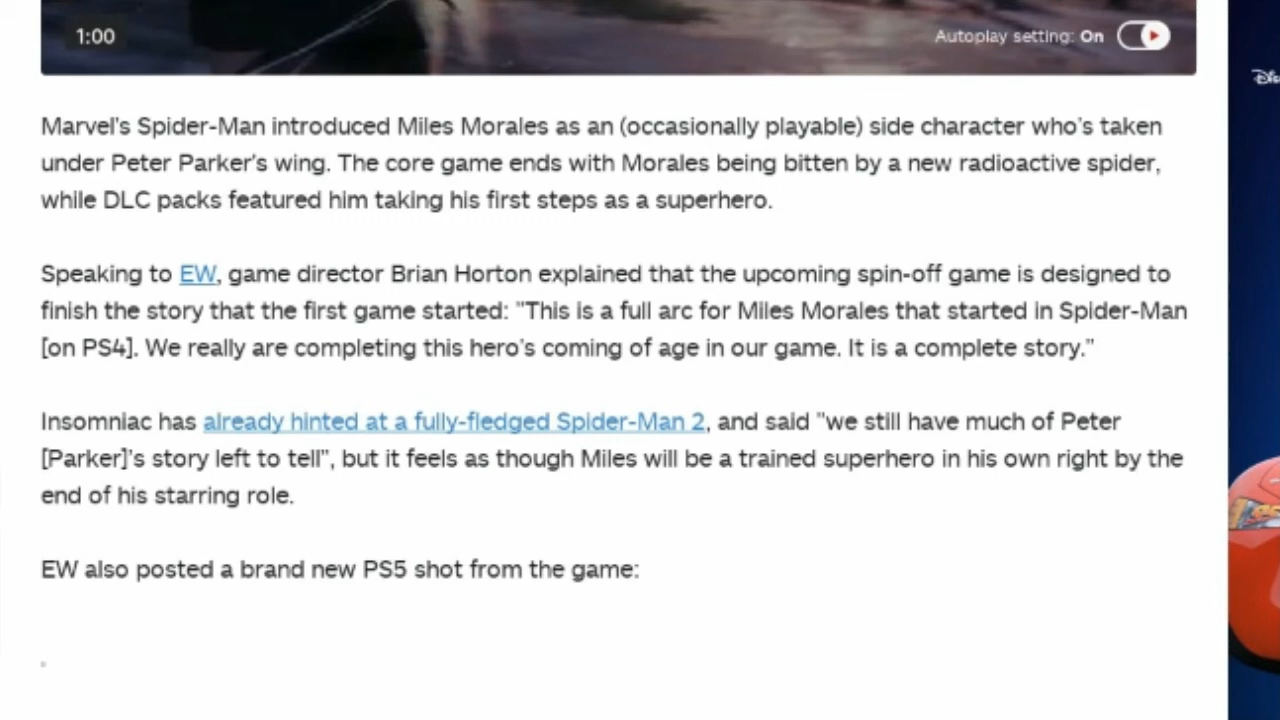 1:00
Autoplay setting: On
Marvel's Spider-Man introduced Miles Morales as an (occasionally playable) side character who's taken
under Peter Parker's wing. The core game ends with Morales being bitten by a new radioactive spider,
while DLC packs featured him taking his first steps as a superhero.
Speaking to EW, game director Brian Horton explained that the upcoming spin-off game is designed to
finish the story that the first game started: "This is a full arc for Miles Morales that started in Spider-Man
[on PS4]. We really are completing this hero's coming of age in our game. It is a complete story."
Insomniac has already hinted at a fully-fledged Spider-Man 2, and said "we still have much of Peter
[Parker]'s story left to tell", but it feels as though Miles will be a trained superhero in his own right by the
end of his starring role.
EW also posted a brand new PS5 shot from the game: